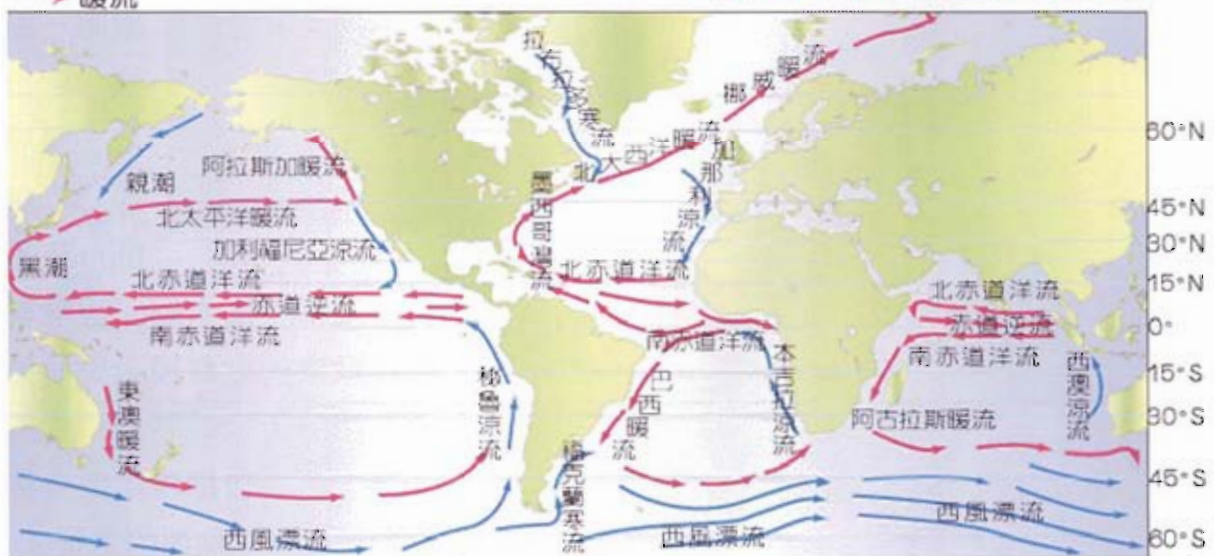 暖流
拉布拉多寒流
挪威暖流
北大西洋暖流
加那利涼流
60°N
阿拉斯加暖流
親潮
墨西哥灣流
45°N
北太平洋暖流
加利福尼亞涼流
30°N
黑潮
北赤道洋流
北赤道洋流
15°N
北赤道洋流
赤道逆流
赤道逆流
0°
南赤道洋流
南赤道洋流
南赤道洋流
本吉拉涼流
西澳涼流
15°S
秘魯涼流
巴西暖流
東澳暖流
阿古拉斯暖流
30°S
45°S
福克蘭寒流
西風漂流
西風漂流
西風漂流
60°S